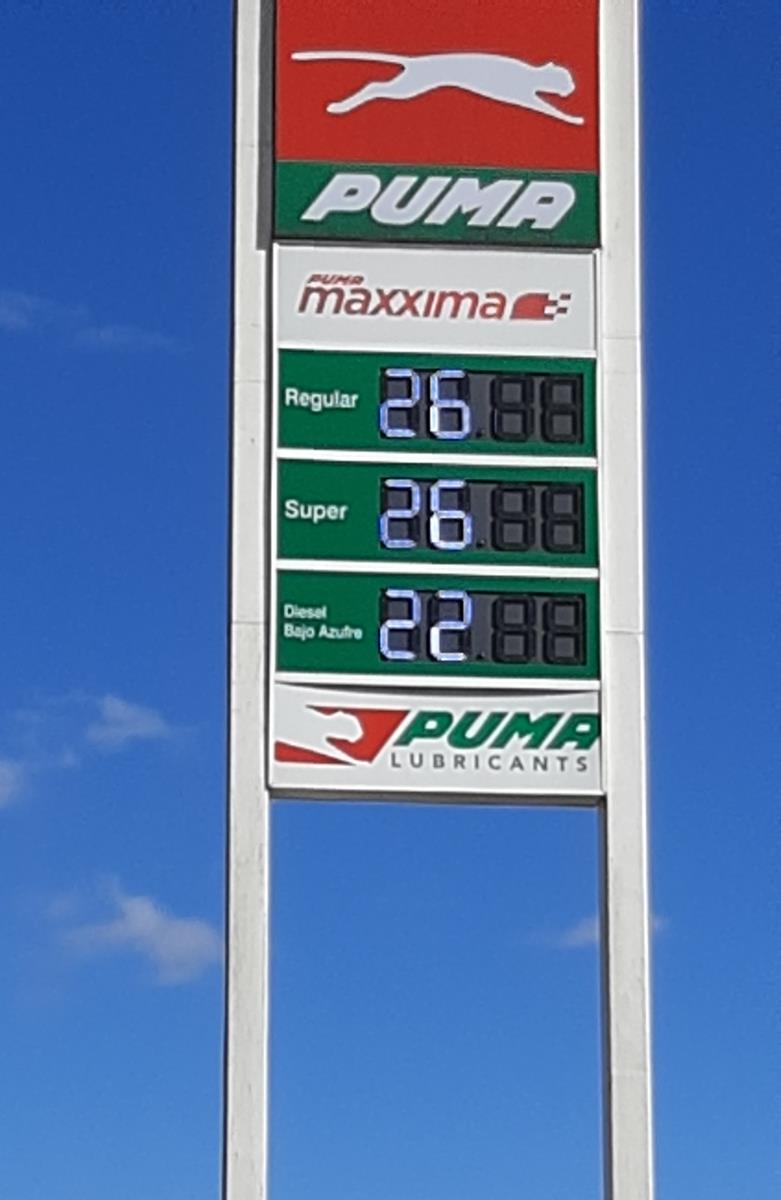 PUMA
PUMA
maxxima
Regular 26
Super 26
Diesel
Bajo Azufre 22
PUMA
LUBRICANTS